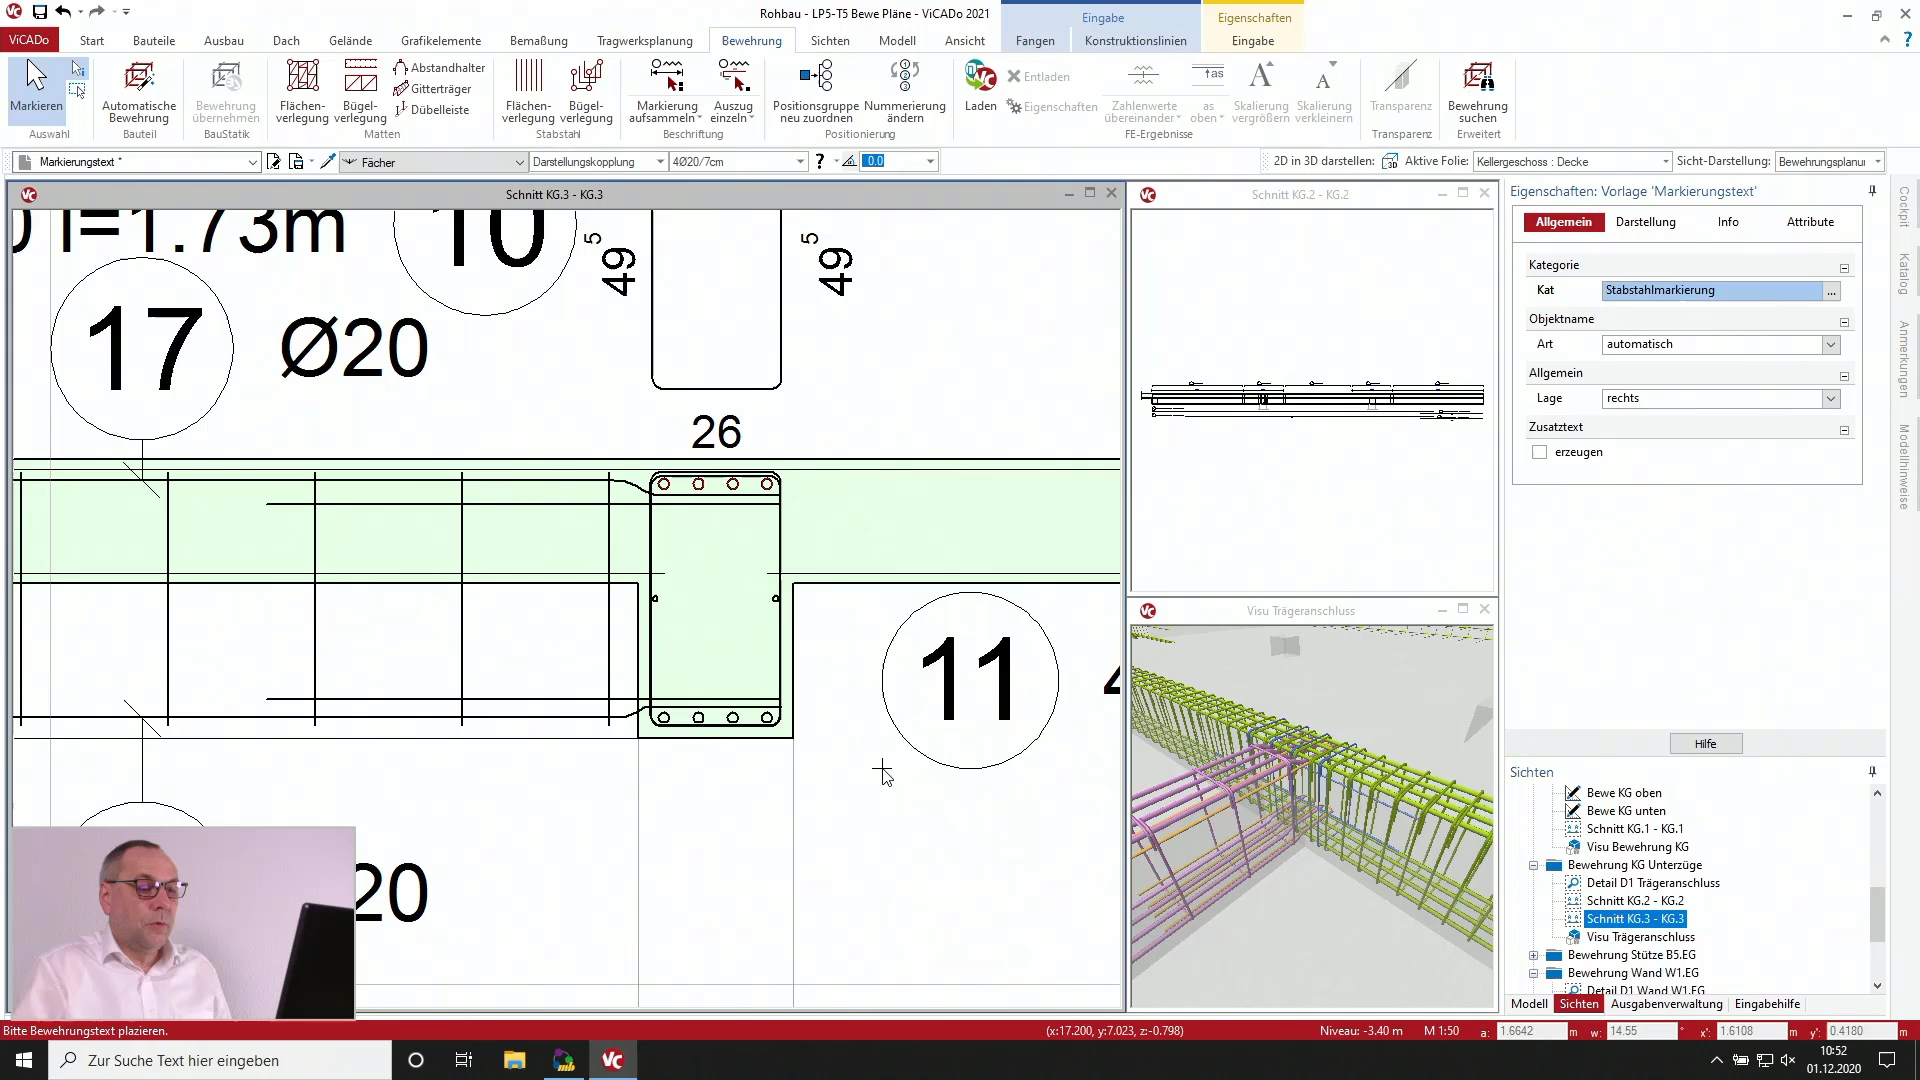 Rohbau - LP5-T5 Bewe Pläne - ViCADo 2021
Eingabe
Eigenschaften
ViCADo
Start
Bauteile
Ausbau
Dach
Gelände
Grafikelemente
Bemaßung
Tragwerksplanung
Bewehrung
Sichten
Modell
Ansicht
Fangen
Konstruktionslinien
Eingabe
Markieren
Auswahl
Automatische
Bewehrung
Bauteil
Bewehrung
übernehmen
BauStatik
Flächen-
verlegung
Bügel-
verlegung
Abstandhalter
Gitterträger
Dübelleiste
Matten
Flächen-
verlegung
Bügel-
verlegung
Stabstahl
Markierung
aufsammeln
Auszug
einzeln
Beschriftung
Positionsgruppe
neu zuordnen
Nummerierung
ändern
Positionierung
Laden
Entladen
Eigenschaften
Zahlenwerte
übereinander
as
as
oben
Skalierung
vergrößern
Skalierung
verkleinern
FE-Ergebnisse
Transparenz
Transparenz
Bewehrung
suchen
Erweitert
Markierungstext *
Fächer
Darstellungskopplung
4Ø20/7cm
0.0
2D in 3D darstellen:
Aktive Folie:
Kellergeschoss : Decke
Sicht-Darstellung:
Bewehrungsplanu
Schnitt KG.3 - KG.3
l=1.73m
10
49
5
49
5
17
Ø20
26
11
4
20
Schnitt KG.2 - KG.2
Visu Trägeranschluss
Eigenschaften: Vorlage 'Markierungstext'
Allgemein
Darstellung
Info
Attribute
Kategorie
Kat
Stabstahlmarkierung
...
Objektname
Art
automatisch
Allgemein
Lage
rechts
Zusatztext
erzeugen
Hilfe
Cockpit
Katalog
Anmerkungen
Modellhinweise
Sichten
Bewe KG oben
Bewe KG unten
Schnitt KG.1 - KG.1
Visu Bewehrung KG
Bewehrung KG Unterzüge
Detail D1 Trägeranschluss
Schnitt KG.2 - KG.2
Schnitt KG.3 - KG.3
Visu Trägeranschluss
Bewehrung Stütze B5.EG
Bewehrung Wand W1.EG
Detail D1 Wand W1.EG
Modell
Sichten
Ausgabenverwaltung
Eingabehilfe
Bitte Bewehrungstext plazieren.
(x:17.200, y:7.023, z:-0.798)
Niveau: -3.40 m
M 1:50
a:
1.6642
m
w:
14.55
°
x':
1.6108
m
y':
0.4180
m
Zur Suche Text hier eingeben
10:52
01.12.2020